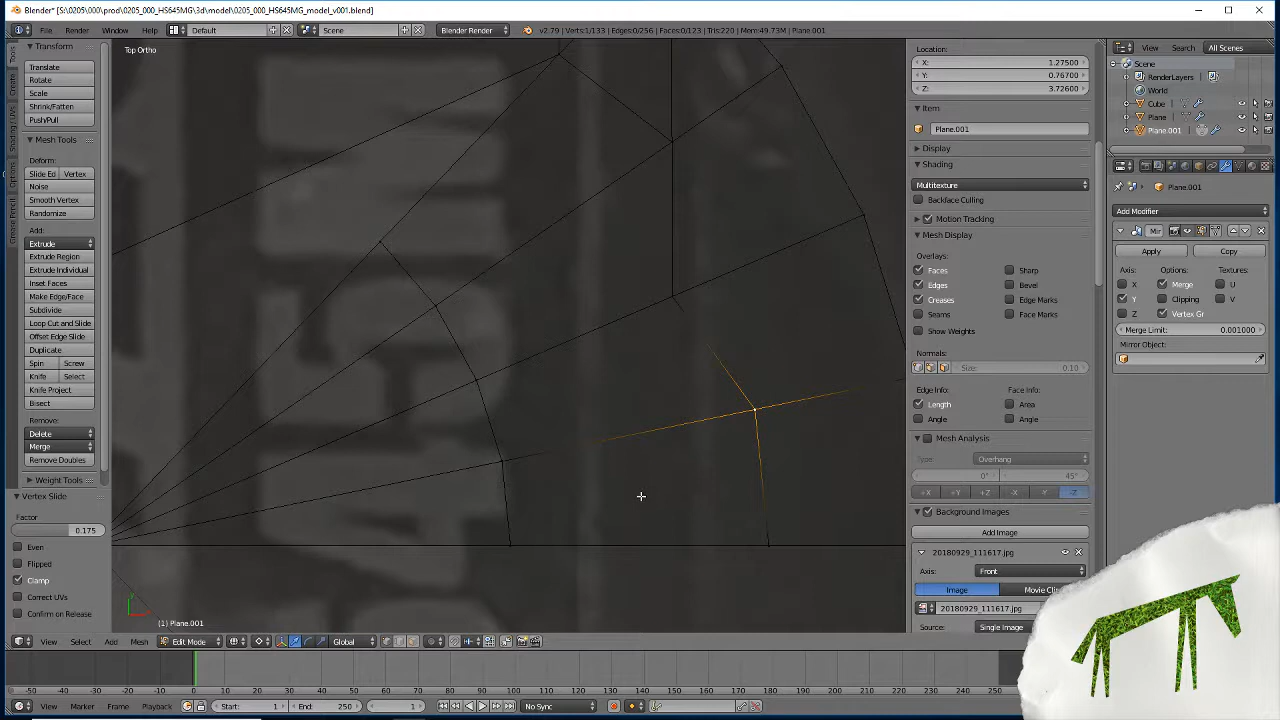 Blender* [S:\0205\000\prod\0205_000_HS645MG\3d\model\0205_000_HS645MG_model_v001.blend]
File Render Window Help Default Scene Blender Render v2.79 | Verts:1/133 | Edges:0/256 | Faces:0/123 | Tris:220 | Mem:49.73M | Plane.001
Transform
Translate
Rotate
Scale
Shrink/Fatten
Push/Pull
Mesh Tools
Deform:
Slide Ed Vertex
Noise
Smooth Vertex
Randomize
Add:
Extrude
Extrude Region
Extrude Individual
Inset Faces
Make Edge/Face
Subdivide
Loop Cut and Slide
Offset Edge Slide
Duplicate
Spin Screw
Knife Select
Knife Project
Bisect
Remove:
Delete
Merge
Remove Doubles
Weight Tools
Vertex Slide
Factor
0.175
Even
Flipped
Clamp
Correct UVs
Confirm on Release
Tools
Create
Shading / UVs
Options
Grease Pencil
Top Ortho
(1) Plane.001
Location:
X: 1.27500
Y: 0.76700
Z: 3.72600
Item
Plane.001
Display
Shading
Multitexture
Backface Culling
Motion Tracking
Mesh Display
Overlays:
Faces Sharp
Edges Bevel
Creases Edge Marks
Seams Face Marks
Show Weights
Normals:
Size: 0.10
Edge Info: Face Info:
Length Area
Angle Angle
Mesh Analysis
Type: Overhang
0° 45°
+X +Y +Z -X -Y -Z
Background Images
Add Image
20180929_111617.jpg
Axis: Front
Image Movie Cli
20180929_111617.jpg
Source: Single Image
View Search All Scenes
Scene
RenderLayers
World
Cube
Plane
Plane.001
Plane.001
Add Modifier
Mir
Apply Copy
Axis: Options: Textures:
X Merge U
Y Clipping V
Z Vertex Gr
Merge Limit: 0.001000
Mirror Object:
View Select Add Mesh Edit Mode Global
-50 -40 -30 -20 -10 0 10 20 30 40 50 60 70 80 90 100 110 120 130 140 150 160 170 180 190 200 210 220 230 240 250
View Marker Frame Playback Start: 1 End: 250 1 No Sync